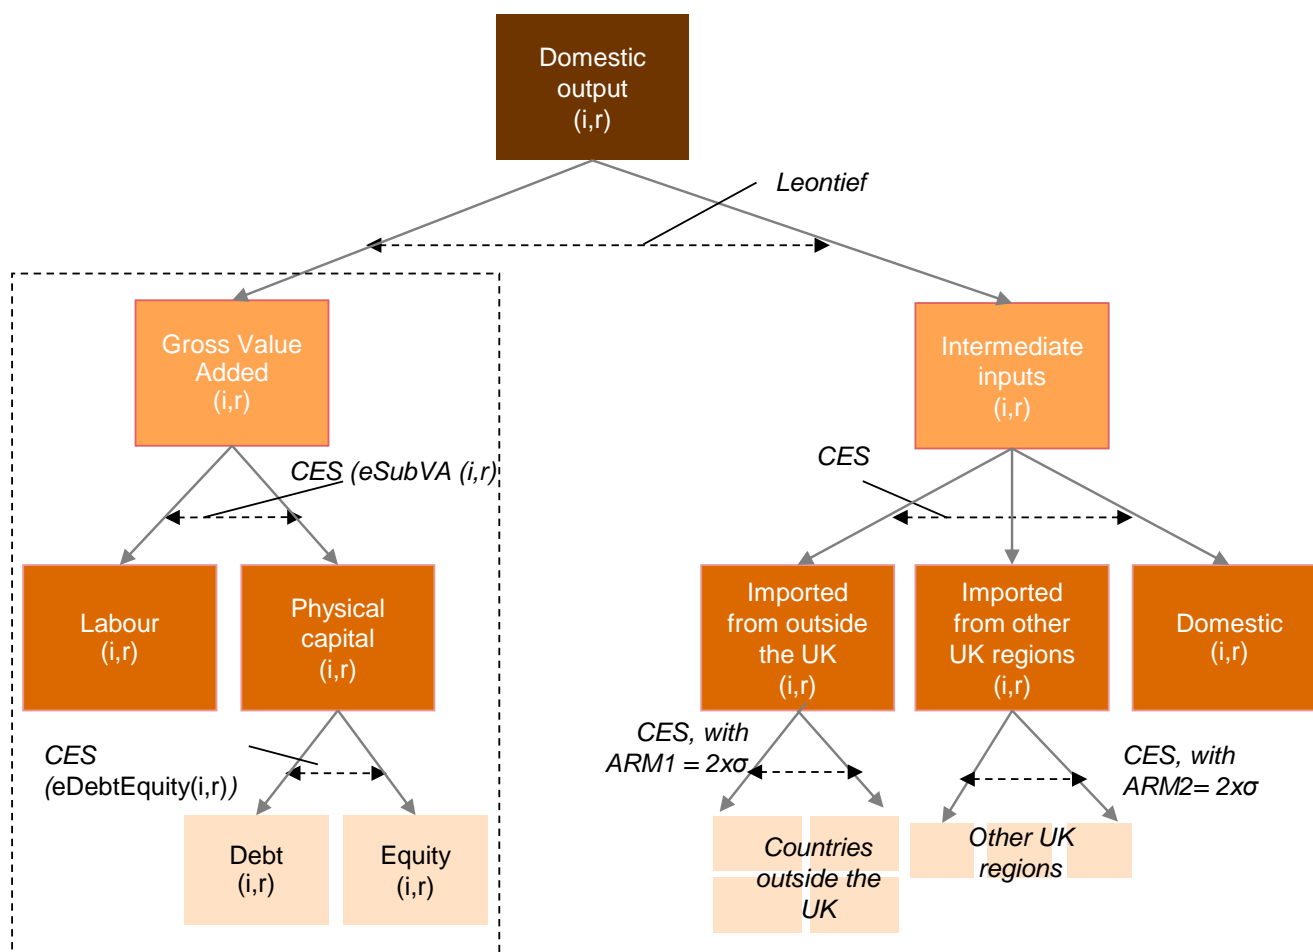 Domestic
output
(i,r)
Leontief
Gross Value
Added
(i,r)
Intermediate
inputs
(i,r)
CES (eSubVA (i,r)
CES
Labour
(i,r)
Physical
capital
(i,r)
Imported
from outside
the UK
(i,r)
Imported
from other
UK regions
(i,r)
Domestic
(i,r)
CES
(eDebtEquity(i,r))
CES, with
ARM1 = 2xσ
CES, with
ARM2= 2xσ
Debt
(i,r)
Equity
(i,r)
Countries
outside the
UK
Other UK
regions